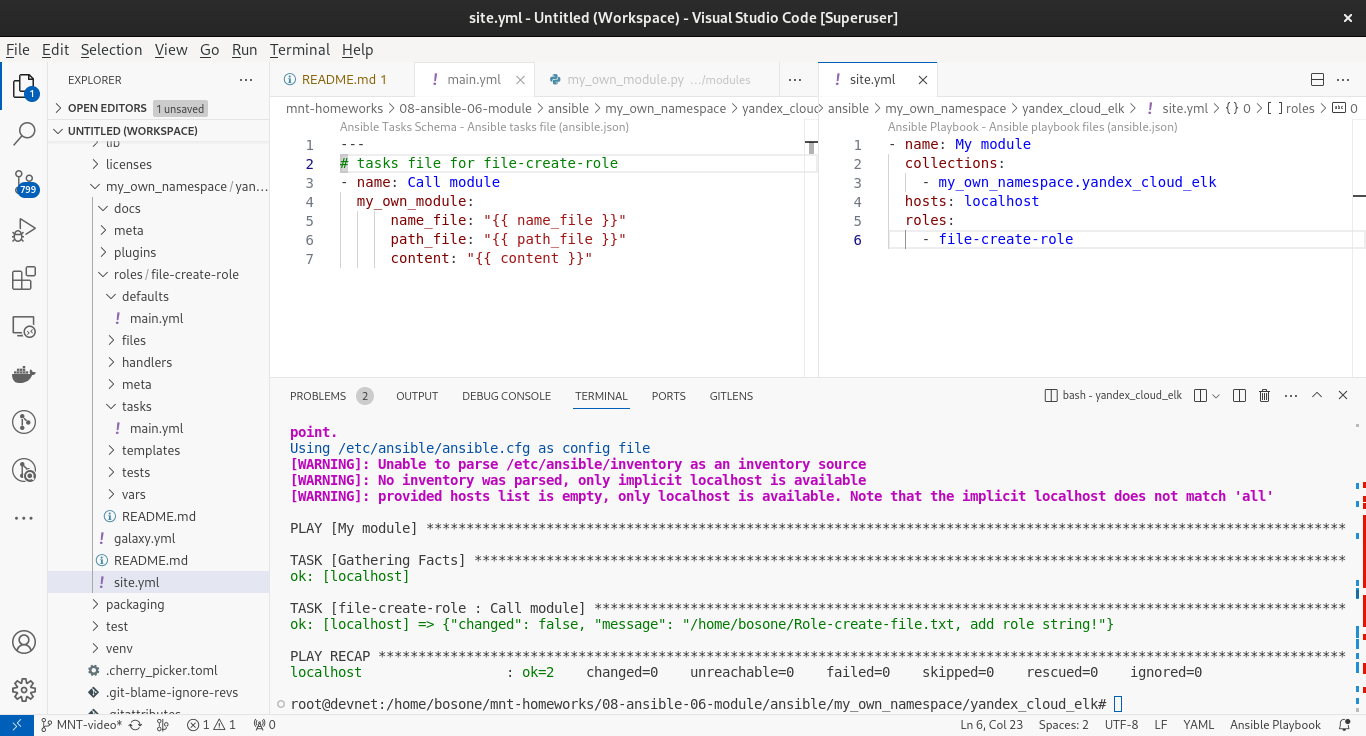 site.yml - Untitled (Workspace) - Visual Studio Code [Superuser]
File Edit Selection View Go Run Terminal Help
EXPLORER
OPEN EDITORS 1 unsaved
UNTITLED (WORKSPACE)
lib
licenses
my_own_namespace / yan...
docs
meta
plugins
roles / file-create-role
defaults
main.yml
files
handlers
meta
tasks
main.yml
templates
tests
vars
README.md
galaxy.yml
README.md
site.yml
packaging
test
venv
.cherry_picker.toml
.git-blame-ignore-revs
.gitattributes
1
799
README.md 1
main.yml
my_own_module.py .../modules
mnt-homeworks > 08-ansible-06-module > ansible > my_own_namespace > yandex_cloud
Ansible Tasks Schema - Ansible tasks file (ansible.json)
1 ---
2 # tasks file for file-create-role
3 - name: Call module
4 my_own_module:
5 name_file: "{{ name_file }}"
6 path_file: "{{ path_file }}"
7 content: "{{ content }}"
site.yml
ansible > my_own_namespace > yandex_cloud_elk > ! site.yml > {} 0 > [ ] roles > abc 0
Ansible Playbook - Ansible playbook files (ansible.json)
1 - name: My module
2 collections:
3 - my_own_namespace.yandex_cloud_elk
4 hosts: localhost
5 roles:
6 - file-create-role
PROBLEMS 2 OUTPUT DEBUG CONSOLE TERMINAL PORTS GITLENS
bash - yandex_cloud_elk
point.
Using /etc/ansible/ansible.cfg as config file
[WARNING]: Unable to parse /etc/ansible/inventory as an inventory source
[WARNING]: No inventory was parsed, only implicit localhost is available
[WARNING]: provided hosts list is empty, only localhost is available. Note that the implicit localhost does not match 'all'
PLAY [My module] *******************************************************************************************************************
TASK [Gathering Facts] *************************************************************************************************************
ok: [localhost]
TASK [file-create-role : Call module] **********************************************************************************************
ok: [localhost] => {"changed": false, "message": "/home/bosone/Role-create-file.txt, add role string!"}
PLAY RECAP *************************************************************************************************************************
localhost : ok=2 changed=0 unreachable=0 failed=0 skipped=0 rescued=0 ignored=0
root@devnet:/home/bosone/mnt-homeworks/08-ansible-06-module/ansible/my_own_namespace/yandex_cloud_elk#
MNT-video* 1 1 0
Ln 6, Col 23 Spaces: 2 UTF-8 LF YAML Ansible Playbook